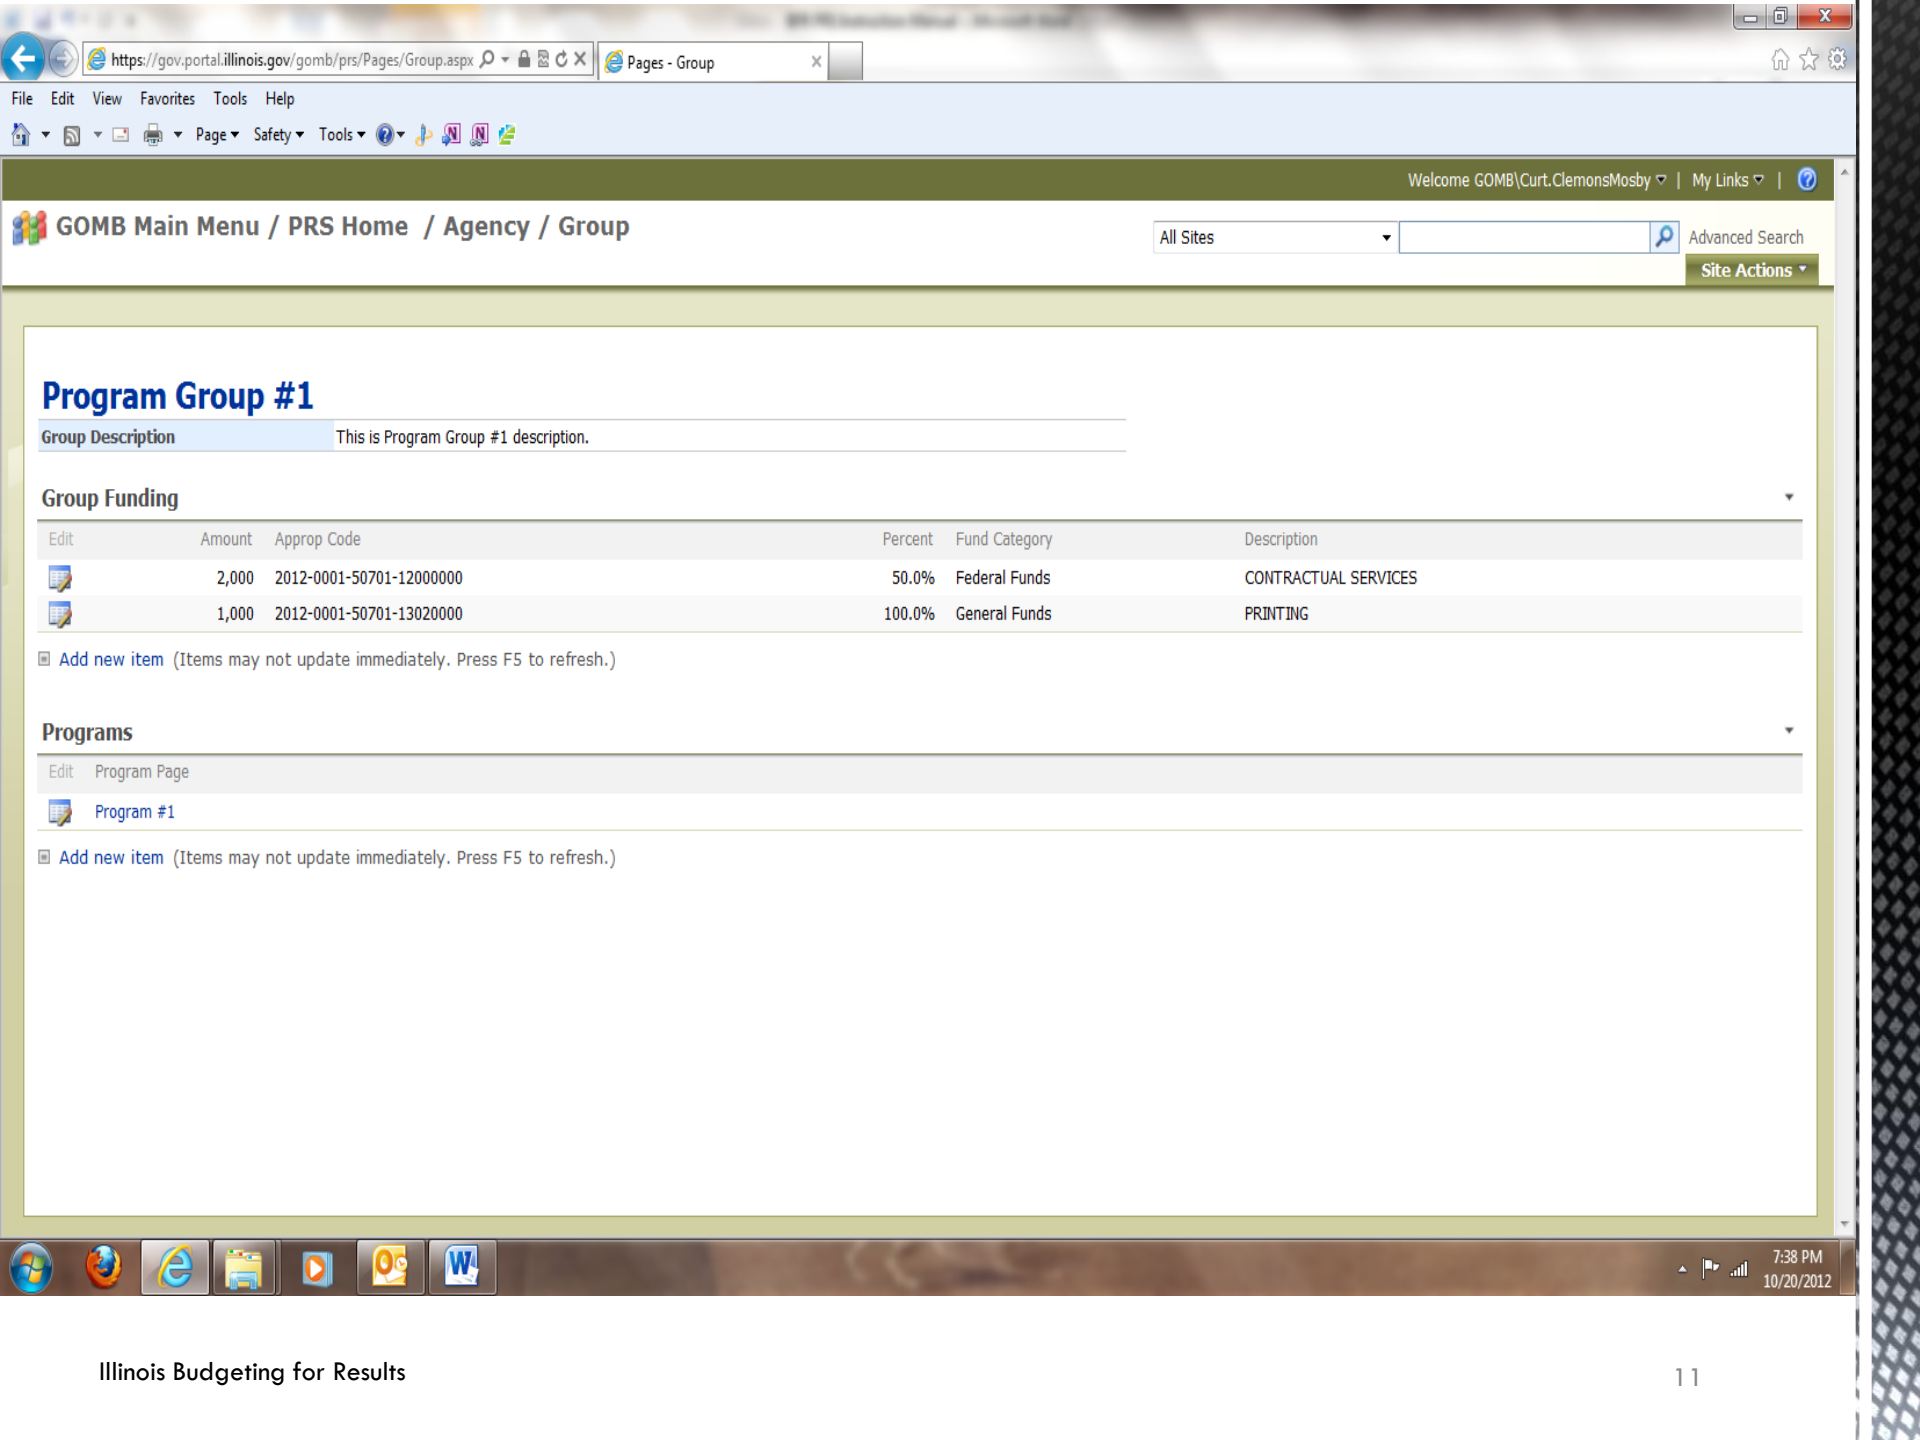 https://gov.portal.illinois.gov/gomb/prs/Pages/Group.aspx
Pages - Group
File Edit View Favorites Tools Help
Page Safety Tools
Welcome GOMB\Curt.ClemonsMosby | My Links |
GOMB Main Menu / PRS Home / Agency / Group
All Sites
Advanced Search
Site Actions
Program Group #1
Group Description This is Program Group #1 description.
Group Funding
Edit Amount Approp Code Percent Fund Category Description
2,000 2012-0001-50701-12000000 50.0% Federal Funds CONTRACTUAL SERVICES
1,000 2012-0001-50701-13020000 100.0% General Funds PRINTING
Add new item (Items may not update immediately. Press F5 to refresh.)
Programs
Edit Program Page
Program #1
Add new item (Items may not update immediately. Press F5 to refresh.)
7:38 PM
10/20/2012
Illinois Budgeting for Results
11